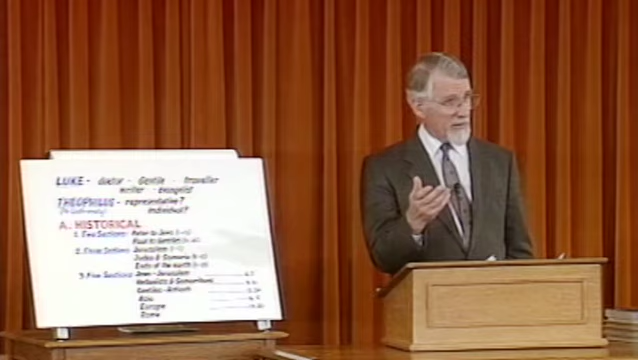 LUKE - doctor - Gentile - traveller
writer - evangelist
THEOPHILUS - representative?
individual?
A. HISTORICAL
1. Two Sections: Peter to Jews
Paul to Gentiles
2. Three Sections: Jerusalem
Judea & Samaria
Ends of the earth
3. Five Sections: Jews - Jerusalem
Hellenists & Samaritans
Gentiles - Antioch
Asia
Europe
Rome